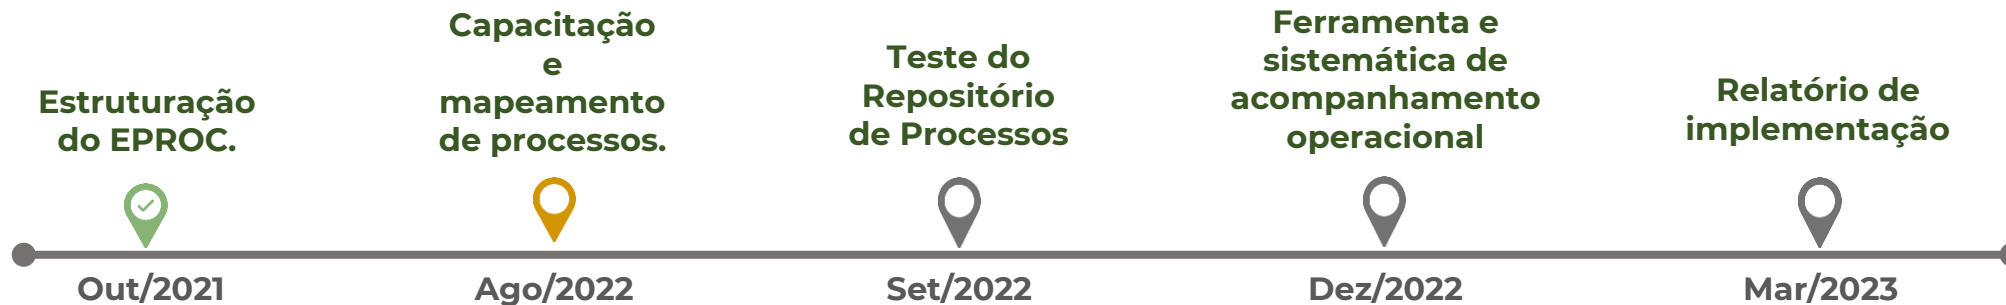 Estruturação
do EPROC.
Capacitação
e
mapeamento
de processos.
Teste do
Repositório
de Processos
Ferramenta e
sistemática de
acompanhamento
operacional
Relatório de
implementação
Out/2021
Ago/2022
Set/2022
Dez/2022
Mar/2023